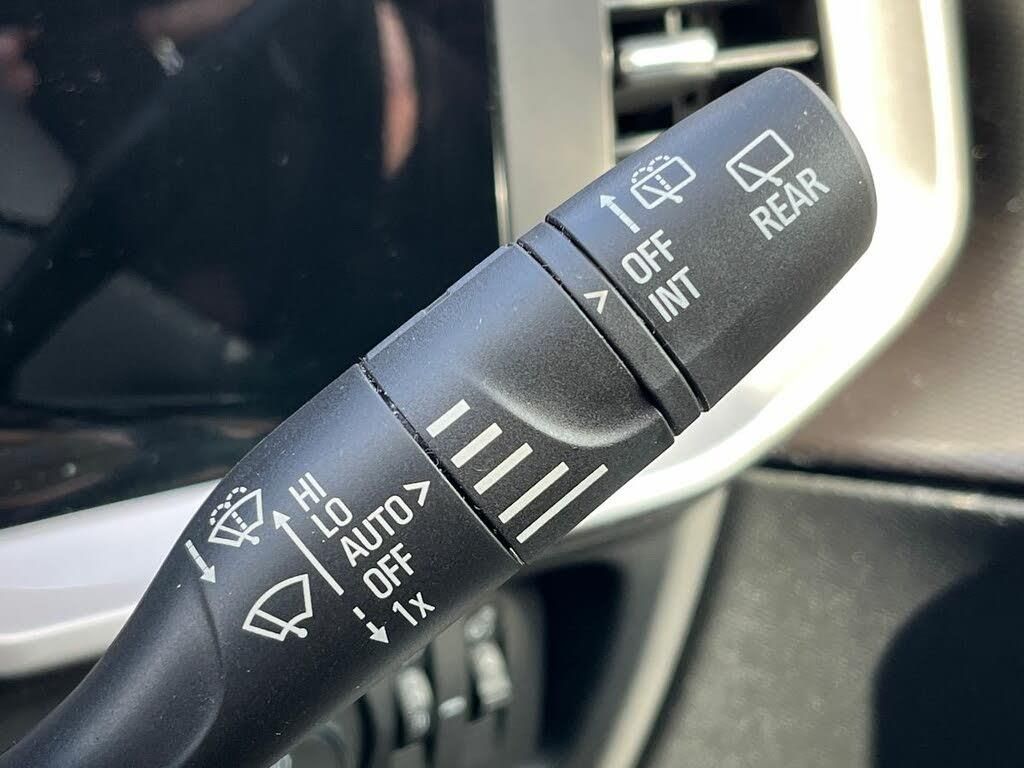 HI
LO
AUTO >
OFF
1x
>
OFF
INT
REAR